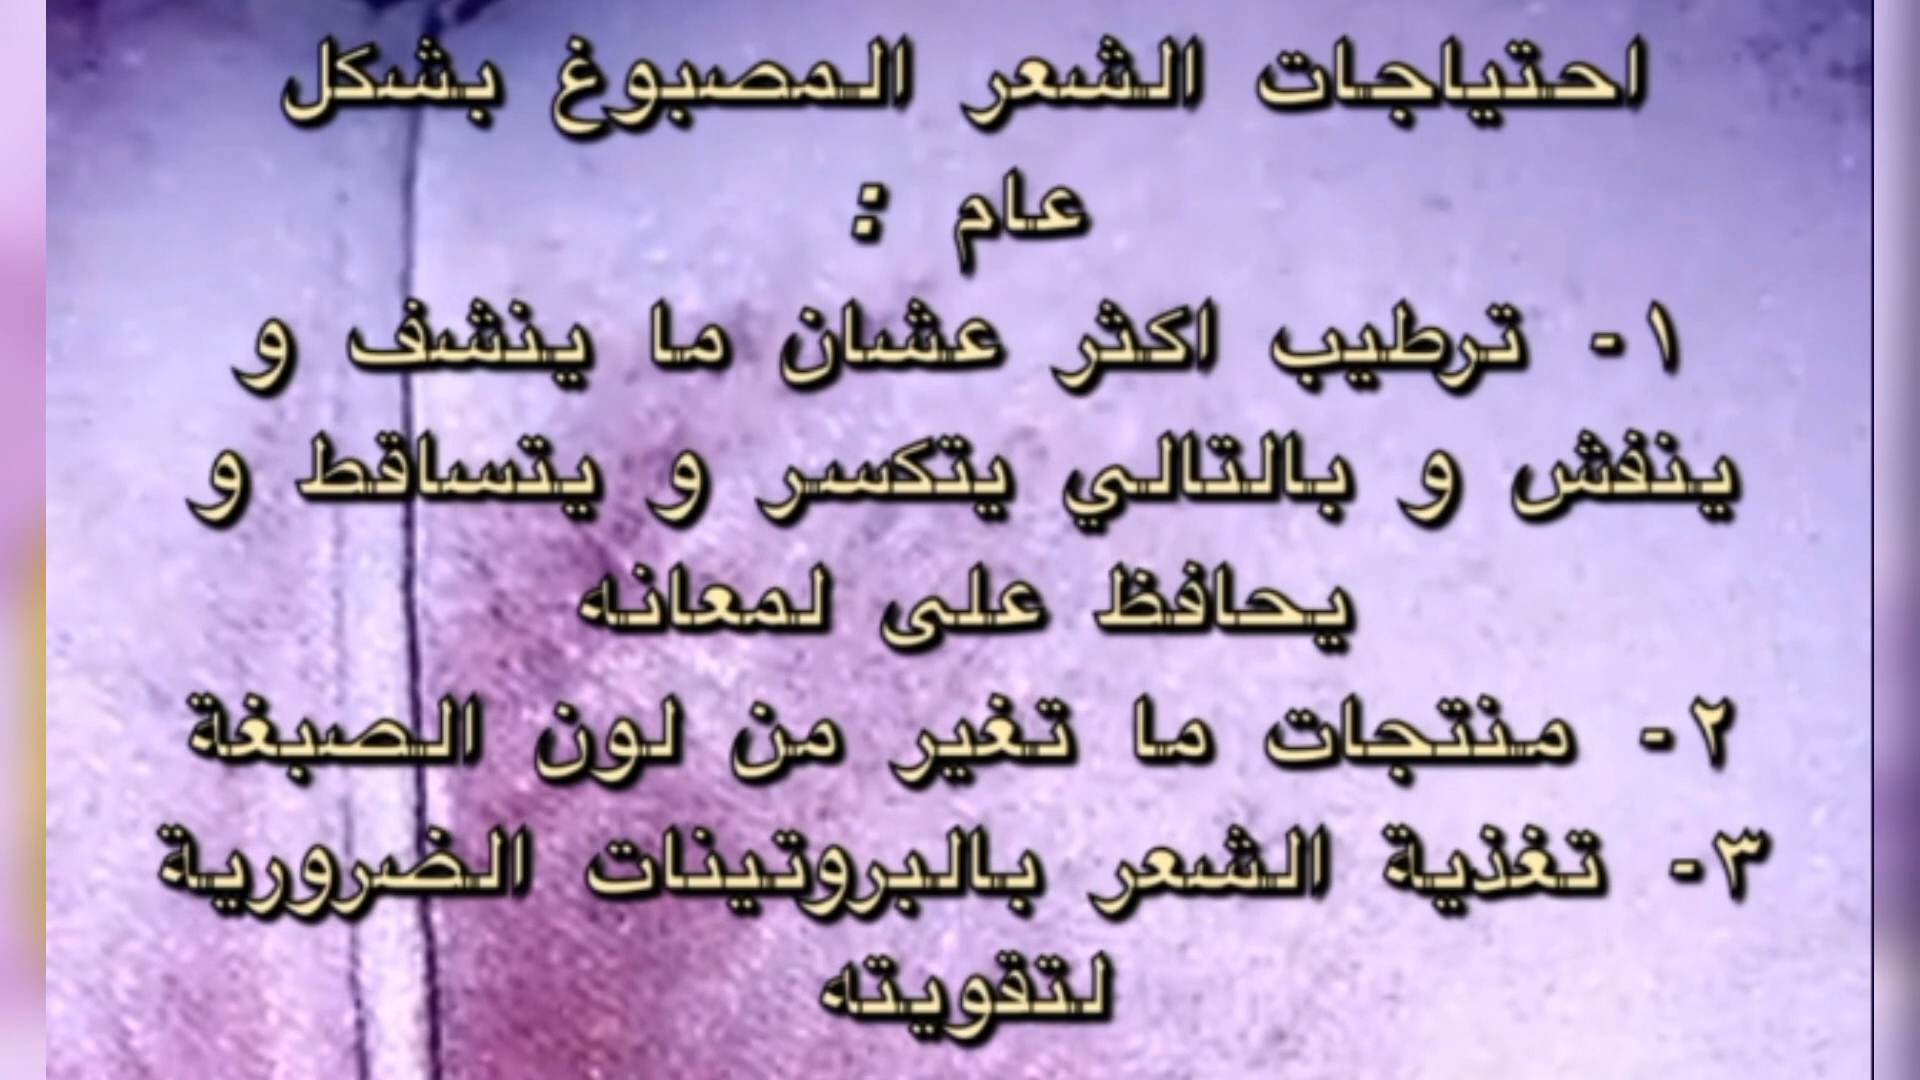 احتياجات الشعر المصبوغ بشكل
عام :
١- ترطيب اكثر عشان ما ينشف و
ينفش و بالتالي يتكسر و يتساقط و
يحافظ على لمعانه
٢- منتجات ما تغير من لون الصبغة
٣- تغذية الشعر بالبروتينات الضرورية
لتقويته